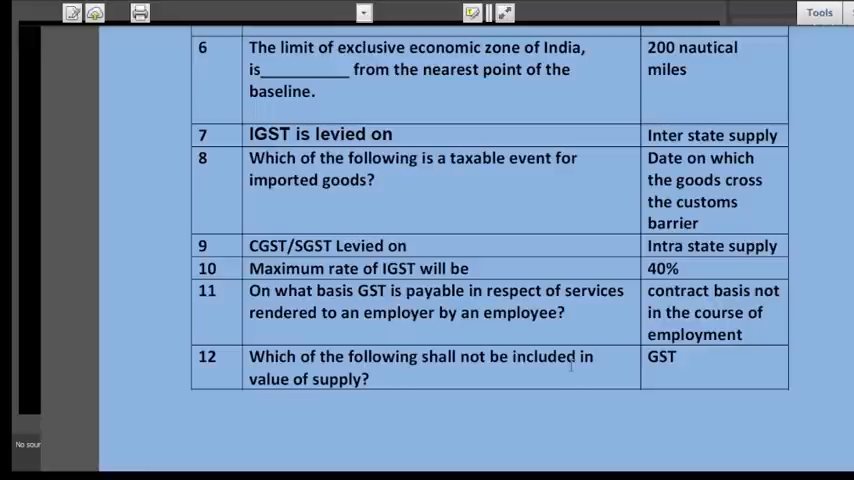 Tools
6 The limit of exclusive economic zone of India, 200 nautical
is__________ from the nearest point of the miles
baseline.
7 IGST is levied on Inter state supply
8 Which of the following is a taxable event for Date on which
imported goods? the goods cross
the customs
barrier
9 CGST/SGST Levied on Intra state supply
10 Maximum rate of IGST will be 40%
11 On what basis GST is payable in respect of services contract basis not
rendered to an employer by an employee? in the course of
employment
12 Which of the following shall not be included in GST
value of supply?
No sour